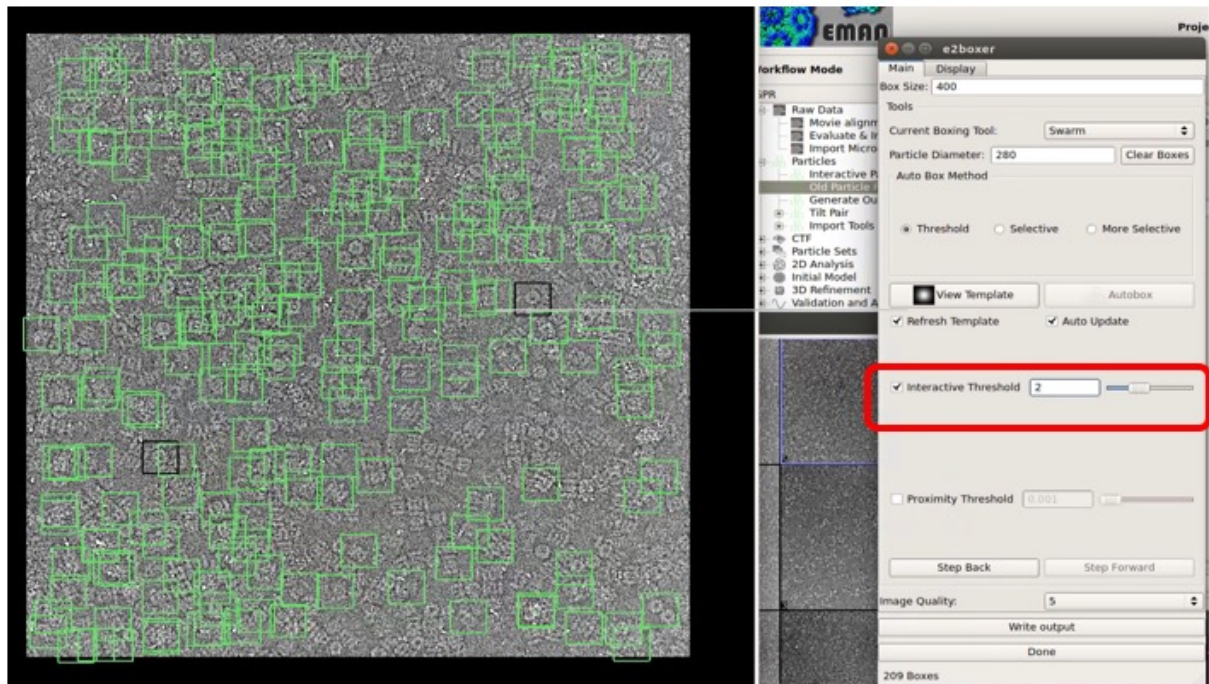 EMAN
Proje
Workflow Mode
SPR
Raw Data
Movie alignm
Evaluate & Ir
Import Micro
Particles
Interactive Pa
Old Particle
Generate Ou
Tilt Pair
Import Tools
CTF
Particle Sets
2D Analysis
Initial Model
3D Refinement
Validation and A
e2boxer
Main Display
Box Size: 400
Tools
Current Boxing Tool: Swarm
Particle Diameter: 280 Clear Boxes
Auto Box Method
Threshold Selective More Selective
View Template Autobox
Refresh Template Auto Update
Interactive Threshold 2
Proximity Threshold 0.001
Step Back Step Forward
Image Quality: 5
Write output
Done
209 Boxes